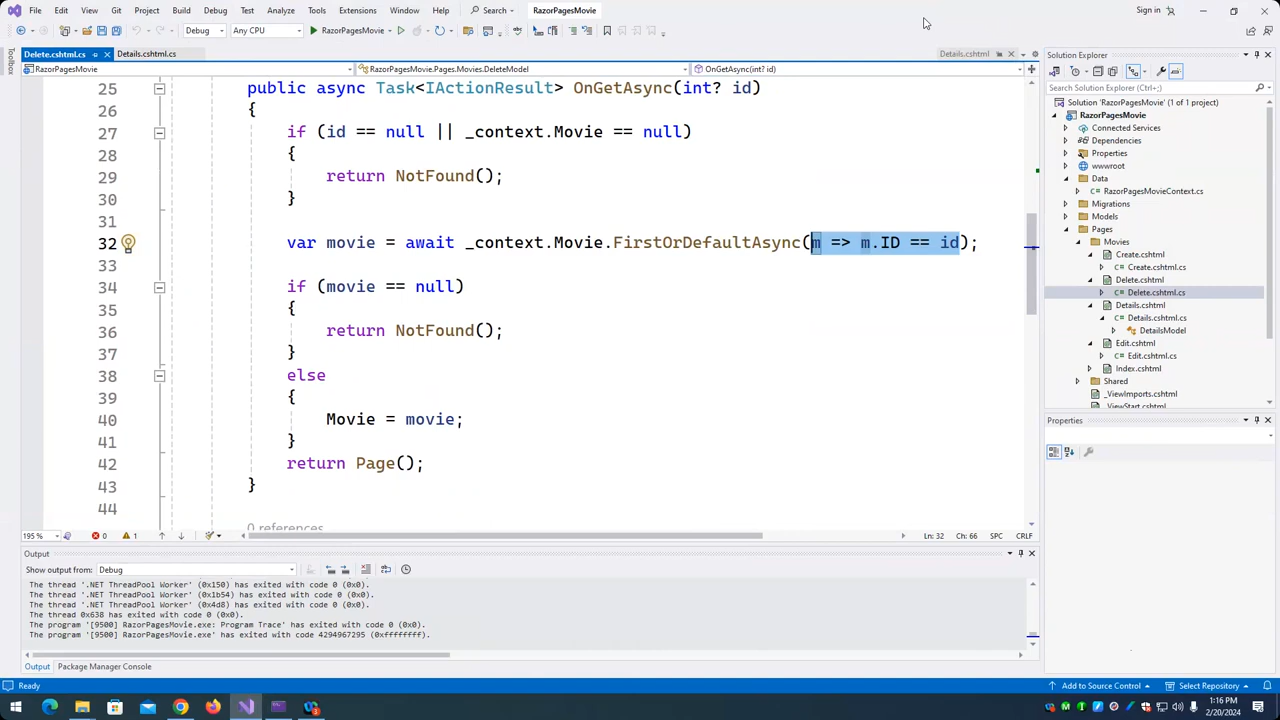 File Edit View Git Project Build Debug Test Analyze Tools Extensions Window Help Search RazorPagesMovie Sign in
Debug Any CPU RazorPagesMovie
Toolbox
Delete.cshtml.cs Details.cshtml.cs Details.cshtml
RazorPagesMovie RazorPagesMovie.Pages.Movies.DeleteModel OnGetAsync(int? id)
25 public async Task<IActionResult> OnGetAsync(int? id)
26 {
27 if (id == null || _context.Movie == null)
28 {
29 return NotFound();
30 }
31
32 var movie = await _context.Movie.FirstOrDefaultAsync(m => m.ID == id);
33
34 if (movie == null)
35 {
36 return NotFound();
37 }
38 else
39 {
40 Movie = movie;
41 }
42 return Page();
43 }
44
0 references
195 % 0 1 Ln: 32 Ch: 66 SPC CRLF
Output
Show output from: Debug
The thread '.NET ThreadPool Worker' (0x150) has exited with code 0 (0x0).
The thread '.NET ThreadPool Worker' (0x1b54) has exited with code 0 (0x0).
The thread '.NET ThreadPool Worker' (0x4d8) has exited with code 0 (0x0).
The thread 0x638 has exited with code 0 (0x0).
The program '[9500] RazorPagesMovie.exe: Program Trace' has exited with code 0 (0x0).
The program '[9500] RazorPagesMovie.exe' has exited with code 4294967295 (0xffffffff).
Output Package Manager Console
Solution Explorer
Search Solution Explorer (Ctrl+;)
Solution 'RazorPagesMovie' (1 of 1 project)
RazorPagesMovie
Connected Services
Dependencies
Properties
wwwroot
Data
RazorPagesMovieContext.cs
Migrations
Models
Pages
Movies
Create.cshtml
Create.cshtml.cs
Delete.cshtml
Delete.cshtml.cs
Details.cshtml
Details.cshtml.cs
DetailsModel
Edit.cshtml
Edit.cshtml.cs
Index.cshtml
Shared
_ViewImports.cshtml
_ViewStart.cshtml
Properties
Ready Add to Source Control Select Repository
1:16 PM
2/20/2024